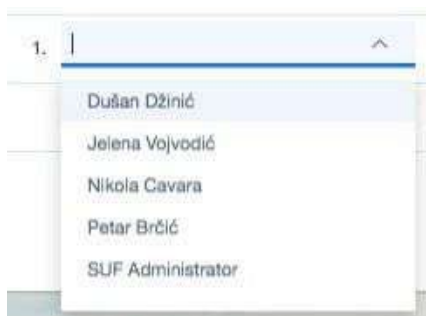 1.
Dušan Džinić
Jelena Vojvodić
Nikola Cavara
Petar Brčić
SUF Administrator